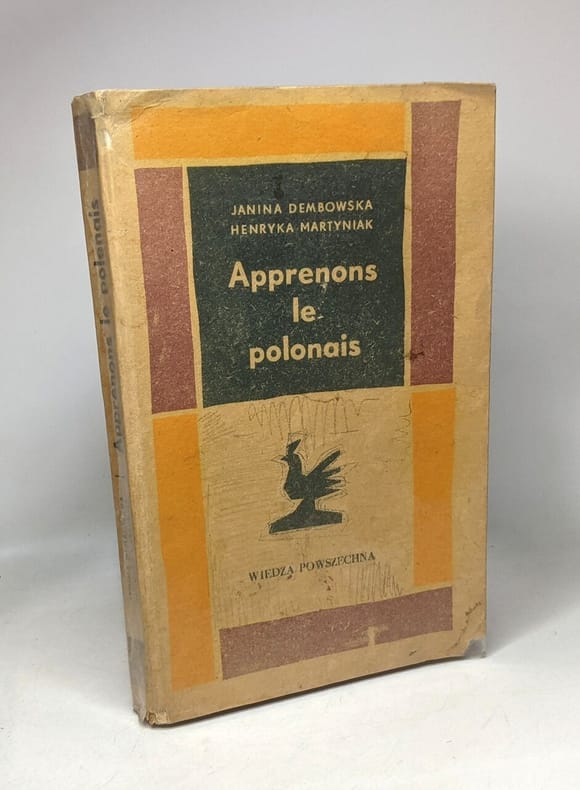 JANINA DEMBOWSKA
HENRYKA MARTYNIAK
Apprenons
le
polonais
WIEDZA POWSZECHNA
Apprenons le polonais